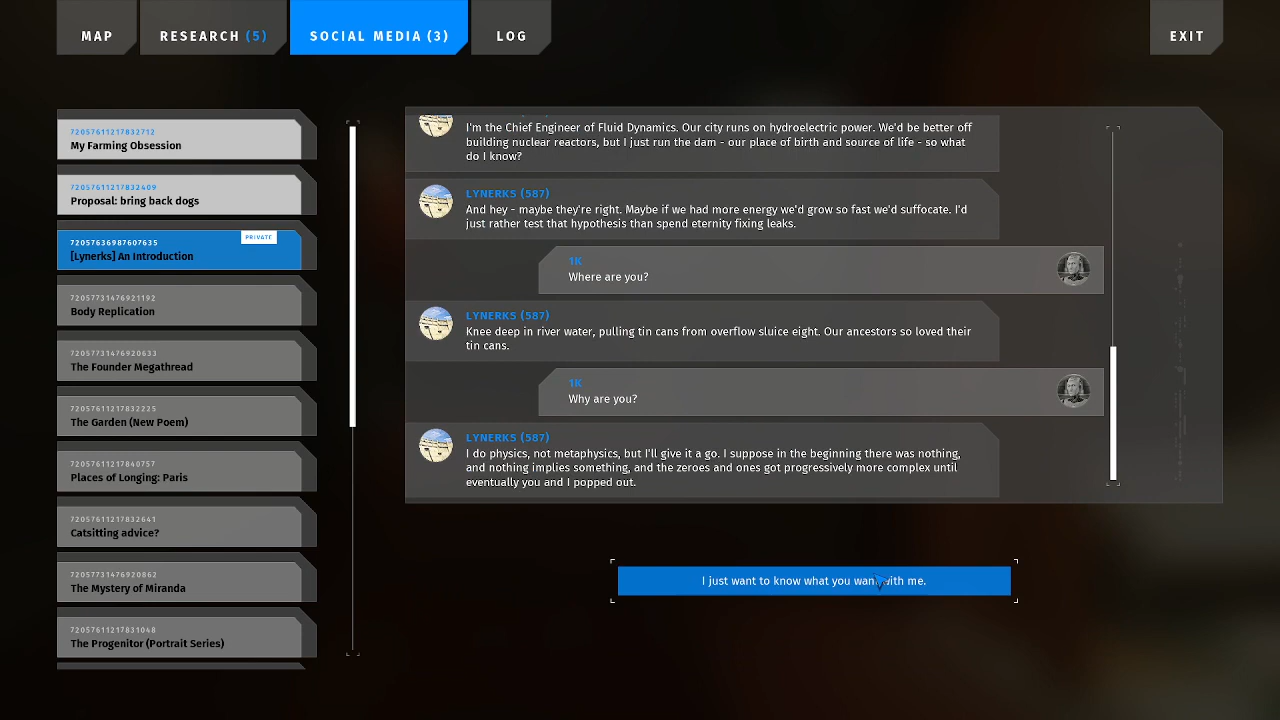 MAP
RESEARCH (5)
SOCIAL MEDIA (3)
LOG
EXIT
72057611217832712
My Farming Obsession
72057611217832409
Proposal: bring back dogs
72057636987607635
PRIVATE
[Lynerks] An Introduction
72057731476921192
Body Replication
72057731476920633
The Founder Megathread
72057611217832225
The Garden (New Poem)
72057611217840757
Places of Longing: Paris
72057611217832641
Catsitting advice?
72057731476920862
The Mystery of Miranda
72057611217831048
The Progenitor (Portrait Series)
I'm the Chief Engineer of Fluid Dynamics. Our city runs on hydroelectric power. We'd be better off
building nuclear reactors, but I just run the dam - our place of birth and source of life - so what
do I know?
LYNERKS (587)
And hey - maybe they're right. Maybe if we had more energy we'd grow so fast we'd suffocate. I'd
just rather test that hypothesis than spend eternity fixing leaks.
1K
Where are you?
LYNERKS (587)
Knee deep in river water, pulling tin cans from overflow sluice eight. Our ancestors so loved their
tin cans.
1K
Why are you?
LYNERKS (587)
I do physics, not metaphysics, but I'll give it a go. I suppose in the beginning there was nothing,
and nothing implies something, and the zeroes and ones got progressively more complex until
eventually you and I popped out.
I just want to know what you want with me.